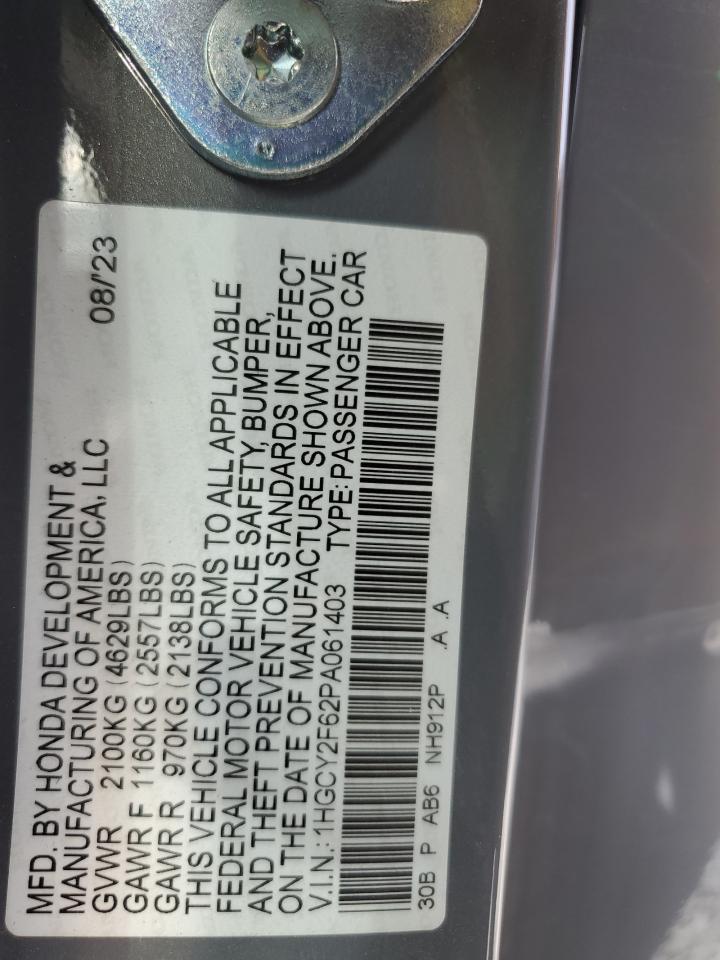 MFD. BY HONDA DEVELOPMENT &
MANUFACTURING OF AMERICA, LLC 08/'23
GVWR 2100KG (4629LBS)
GAWR F 1160KG (2557LBS)
GAWR R 970KG (2138LBS)
THIS VEHICLE CONFORMS TO ALL APPLICABLE
FEDERAL MOTOR VEHICLE SAFETY, BUMPER,
AND THEFT PREVENTION STANDARDS IN EFFECT
ON THE DATE OF MANUFACTURE SHOWN ABOVE.
V.I.N.: 1HGCY2F62PA061403 TYPE: PASSENGER CAR
30B P AB6 NH912P .A .A